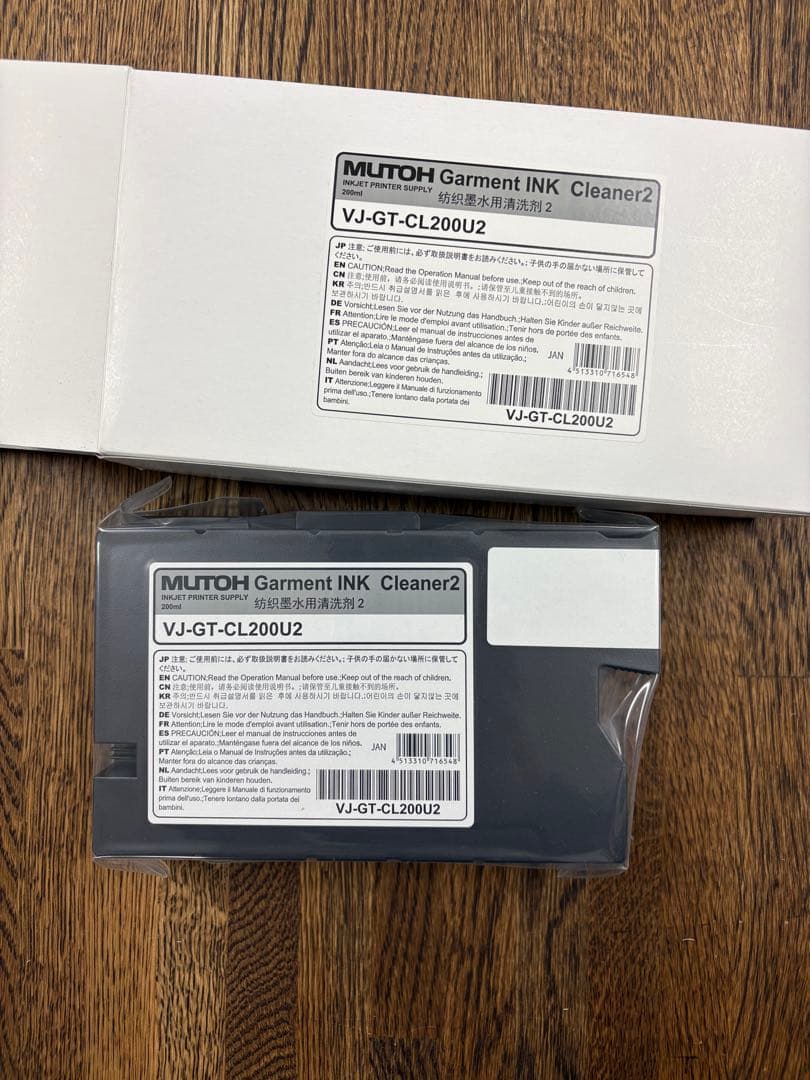 MUTOH Garment INK Cleaner2
INKJET PRINTER SUPPLY
200ml
纺织墨水用清洗剂 2
VJ-GT-CL200U2
JP 注意; ご使用前には、必ず取扱説明書をお読みください。; 子供の手の届かない場所に保管して
ください。
EN CAUTION;Read the Operation Manual before use.;Keep out of the reach of children.
CN 注意;使用前，请务必阅读使用说明书。;请保管至儿童接触不到的场所。
KR 주의;반드시 취급설명서를 읽은 후에 사용하시기 바랍니다.;어린이의 손이 닿지않는 곳에
보관하시기 바랍니다.
DE Vorsicht;Lesen Sie vor der Nutzung das Handbuch.;Halten Sie Kinder außer Reichweite.
FR Attention;Lire le mode d'emploi avant utilisation.;Tenir hors de portée des enfants.
ES PRECAUCIÓN;Leer el manual de instrucciones antes de
utilizar el aparato.;Manténgase fuera del alcance de los niños.
PT Atenção;Leia o Manual de Instruções antes da utilização.;
Manter fora do alcance das crianças.
NL Aandacht;Lees voor gebruik de handleiding.;
Buiten bereik van kinderen houden.
IT Attenzione;Leggere il Manuale di funzionamento
prima dell'uso.;Tenere lontano dalla portata dei
bambini.
JAN
4513310716548
VJ-GT-CL200U2
MUTOH Garment INK Cleaner2
INKJET PRINTER SUPPLY
200ml
纺织墨水用清洗剂 2
VJ-GT-CL200U2
JP 注意; ご使用前には、必ず取扱説明書をお読みください。; 子供の手の届かない場所に保管して
ください。
EN CAUTION;Read the Operation Manual before use.;Keep out of the reach of children.
CN 注意;使用前，请务必阅读使用说明书。;请保管至儿童接触不到的场所。
KR 주의;반드시 취급설명서를 읽은 후에 사용하시기 바랍니다.;어린이의 손이 닿지않는 곳에
보관하시기 바랍니다.
DE Vorsicht;Lesen Sie vor der Nutzung das Handbuch.;Halten Sie Kinder außer Reichweite.
FR Attention;Lire le mode d'emploi avant utilisation.;Tenir hors de portée des enfants.
ES PRECAUCIÓN;Leer el manual de instrucciones antes de
utilizar el aparato.;Manténgase fuera del alcance de los niños.
PT Atenção;Leia o Manual de Instruções antes da utilização.;
Manter fora do alcance das crianças.
NL Aandacht;Lees voor gebruik de handleiding.;
Buiten bereik van kinderen houden.
IT Attenzione;Leggere il Manuale di funzionamento
prima dell'uso.;Tenere lontano dalla portata dei
bambini.
JAN
4513310716548
VJ-GT-CL200U2